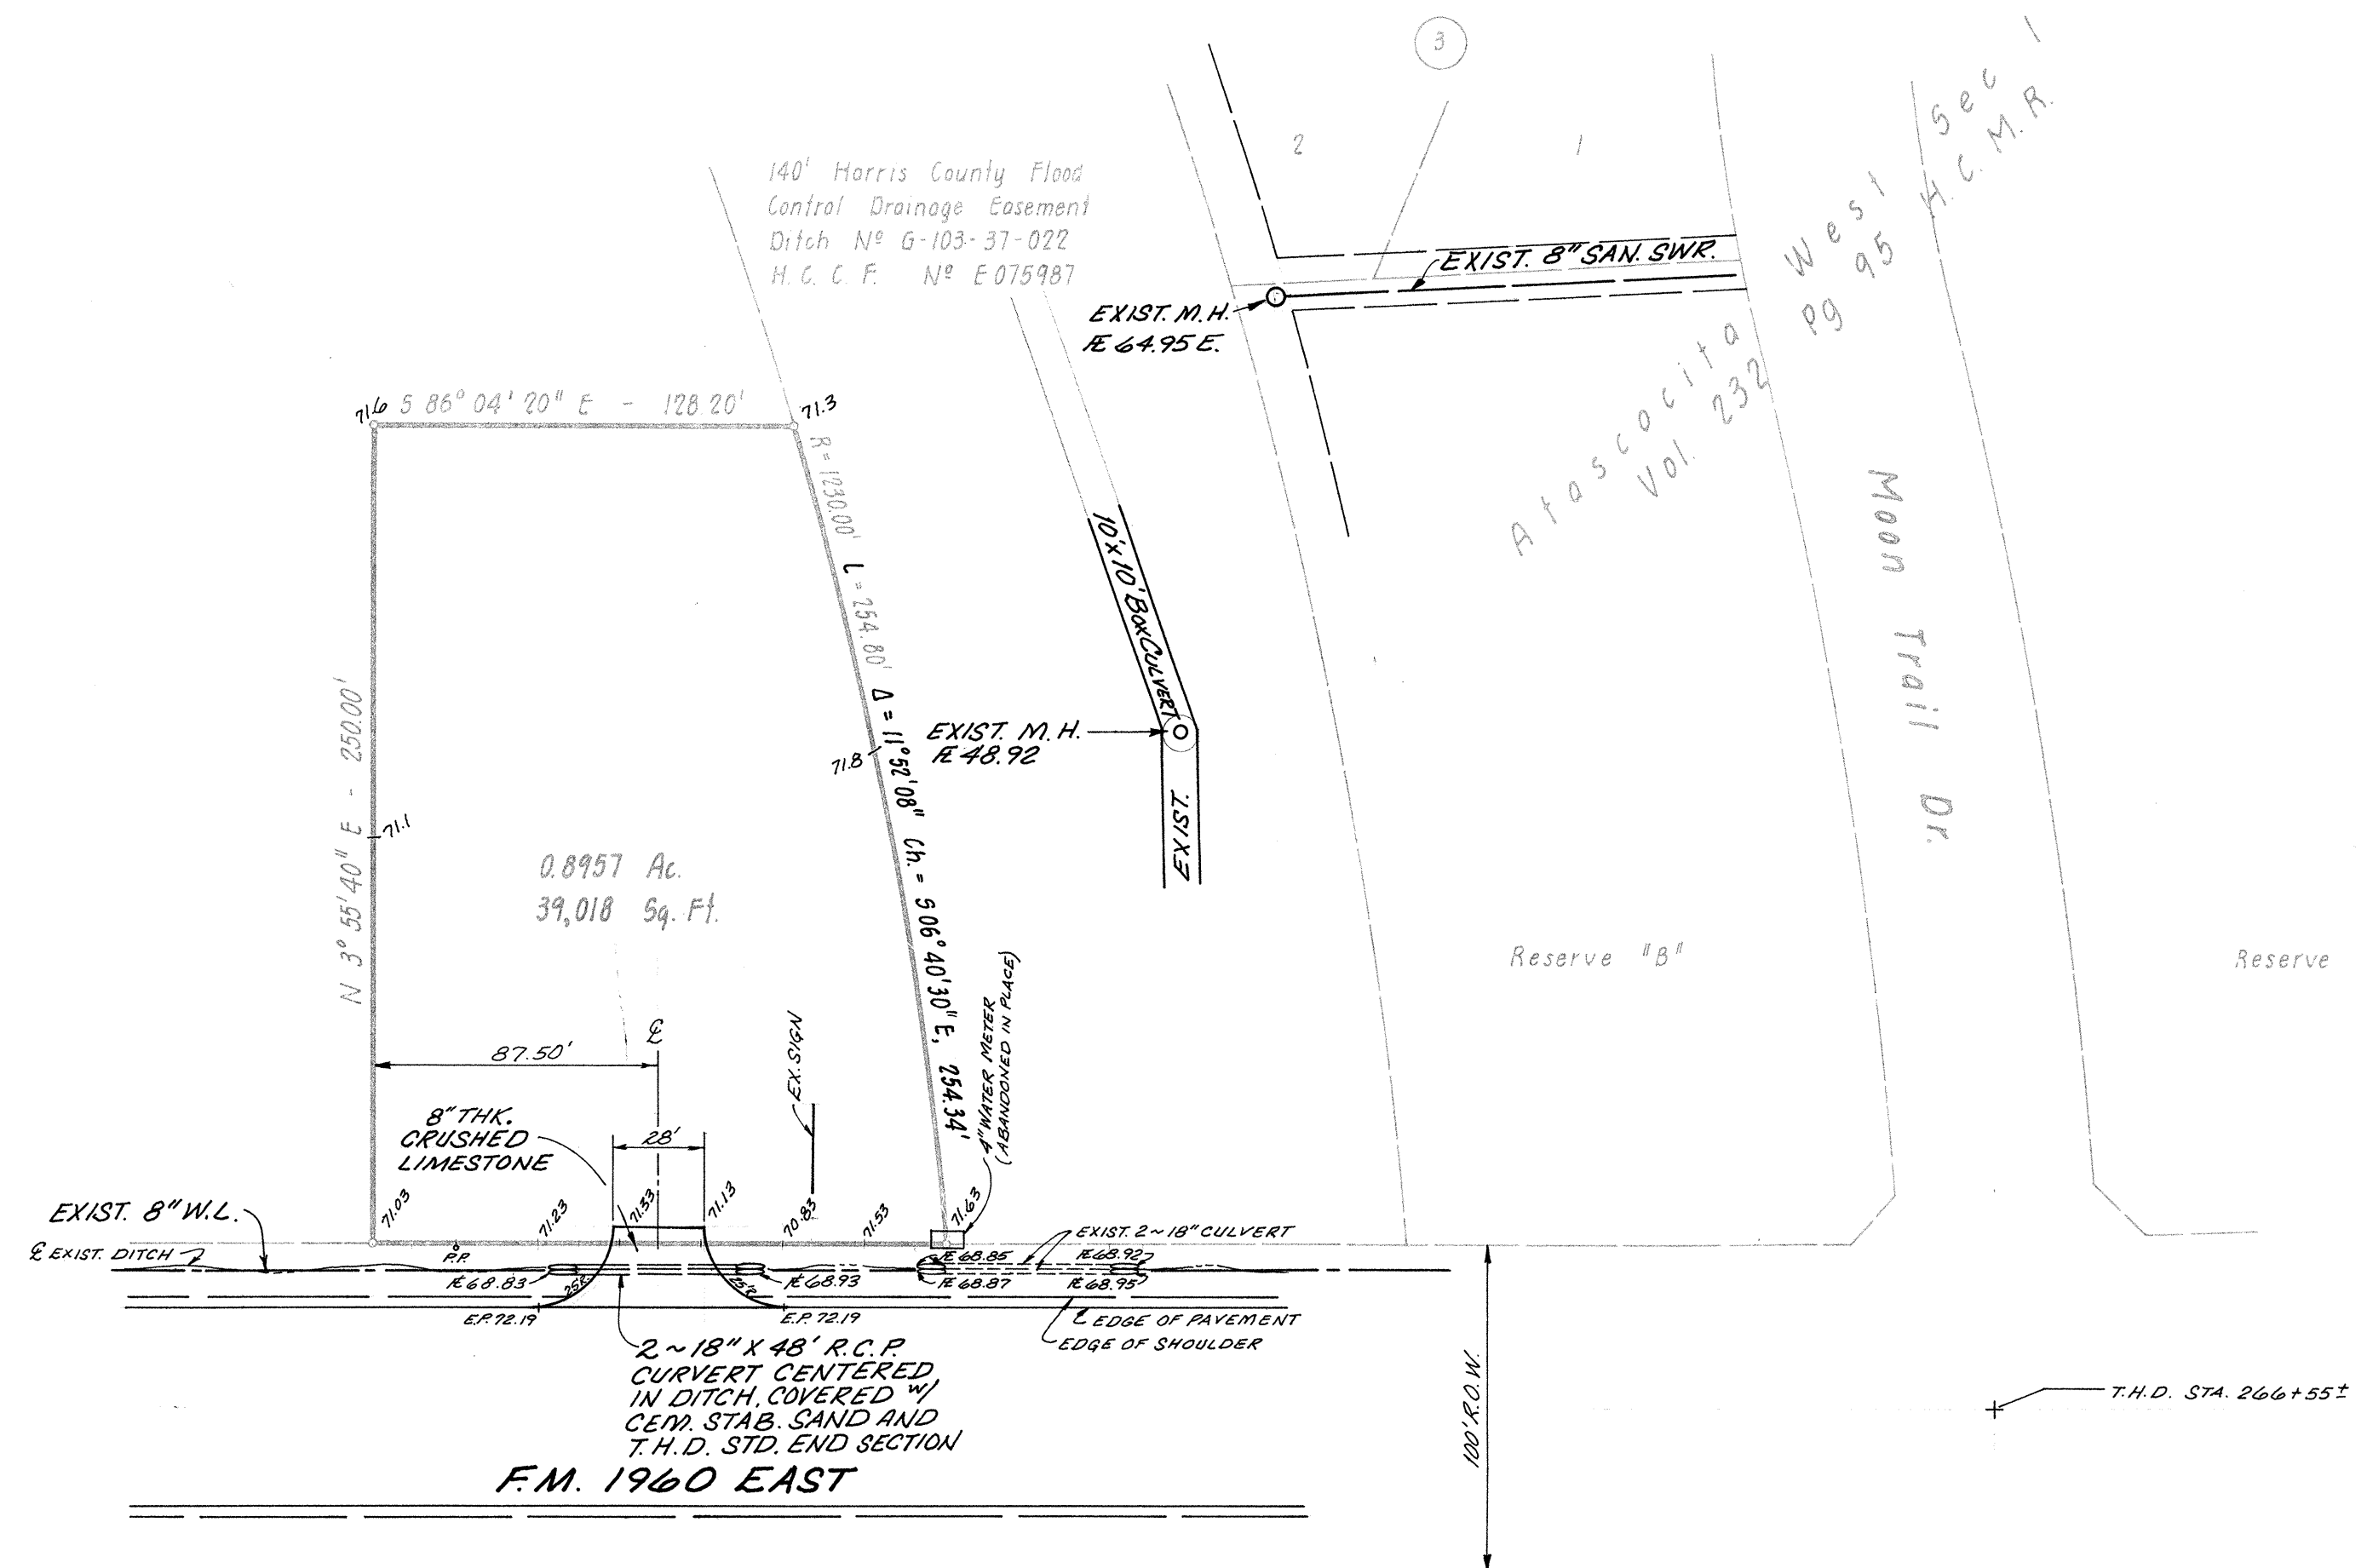 3
2
1
Sec 1
H. C. M. R.
West
Pg 95
Atascocita
Vol. 232
140' Harris County Flood
Control Drainage Easement
Ditch Nº G-103-37-022
H. C. C. F. Nº E075987
EXIST. 8" SAN. SWR.
EXIST. M.H.
FL 64.95 E.
71.6
S 86° 04' 20" E - 128.20'
71.3
R = 1230.00' L = 254.80' Δ = 11° 52' 08" Ch. = S 06° 40' 30" E, 254.34'
10'x10' BOX CULVERT
EXIST.
Moon Trail Dr.
EXIST. M.H.
FL 48.92
71.8
N 3° 55' 40" E - 250.00'
71.1
0.8957 Ac.
39,018 Sq. Ft.
Reserve "B"
Reserve
℄
87.50'
EX. SIGN
4" WATER METER
(ABANDONED IN PLACE)
8" THK.
CRUSHED
LIMESTONE
28'
71.03
71.23
71.33
71.13
70.83
71.53
71.63
EXIST. 8" W.L.
℄ EXIST. DITCH
P.P.
EXIST. 2~18" CULVERT
FL 68.85
FL 68.92
FL 68.83
25'R
25'R
FL 68.93
FL 68.87
FL 68.95
E.P. 72.19
E.P. 72.19
EDGE OF PAVEMENT
EDGE OF SHOULDER
2~18" X 48' R.C.P.
CURVERT CENTERED
IN DITCH, COVERED W/
CEM. STAB. SAND AND
T.H.D. STD. END SECTION
100' R.O.W.
T.H.D. STA. 266+55±
F.M. 1960 EAST